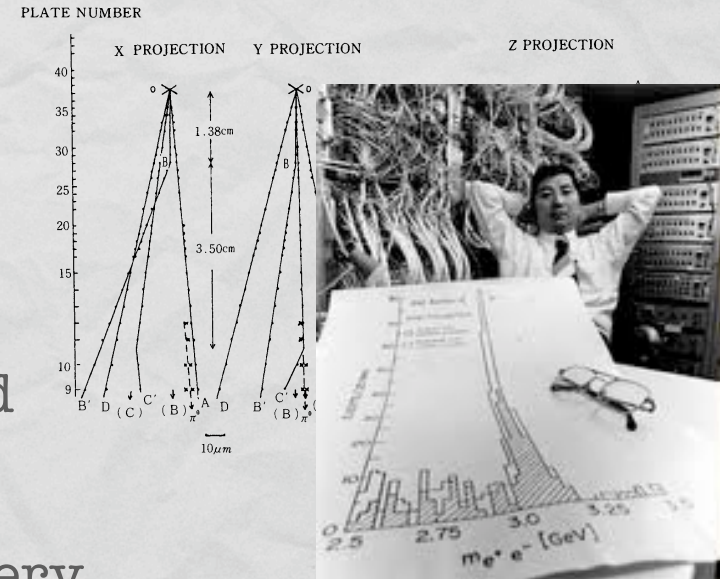 PLATE NUMBER
X PROJECTION Y PROJECTION Z PROJECTION
40
35
30
25
20
15
10
9
o
o
A
B
B
1.38cm
3.50cm
B' D (C) C' (B) π° A D B' C' (B) π° (
10μm
d
ery
10
0
2.5 2.75 3.0 3.25 3.5
m e+ e- [GeV]